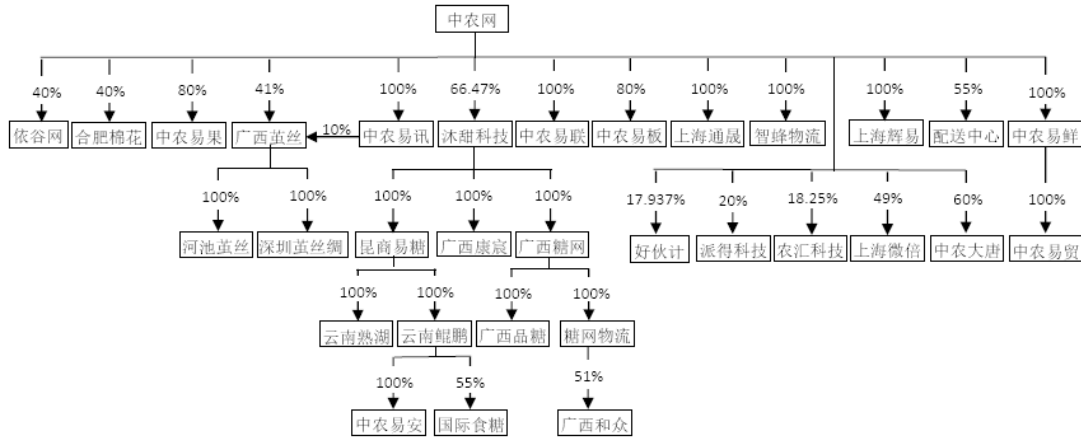 中农网
40% 40% 80% 41% 100% 66.47% 100% 80% 100% 100% 100% 55% 100%
依谷网 合肥棉花 中农易果 广西茧丝 10% 中农易讯 沐甜科技 中农易联 中农易板 上海通晟 智峰物流 上海辉易 配送中心 中农易鲜
100% 100% 100% 100% 100% 17.937% 20% 18.25% 49% 60% 100%
河池茧丝 深圳茧丝绸 昆商易糖 广西康宸 广西糖网 好伙计 派得科技 农汇科技 上海微倍 中农大唐 中农易贸
100% 100% 100% 100%
云南熟湖 云南鲲鹏 广西品糖 糖网物流
100% 55% 51%
中农易安 国际食糖 广西和众